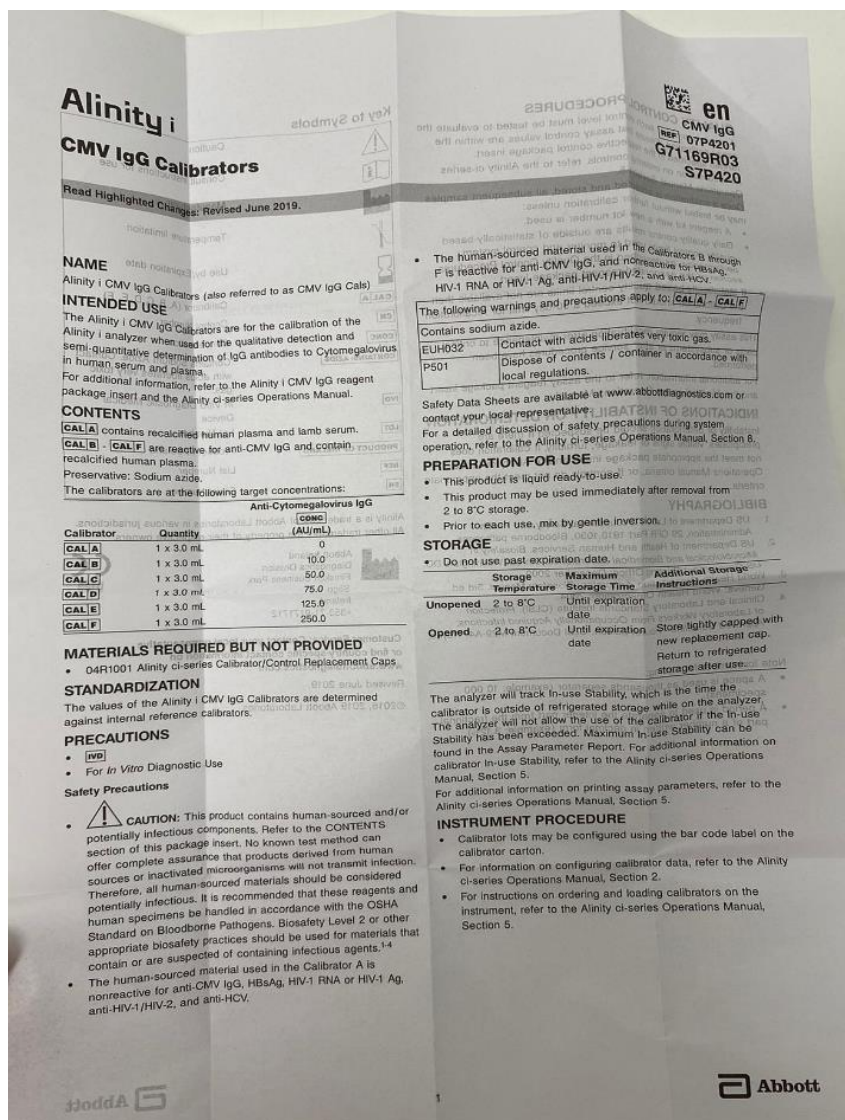 Alinity i
CMV IgG Calibrators
en
CMV IgG
REF 07P4201
G71169R03
S7P420
Read Highlighted Changes: Revised June 2019.
NAME
Alinity i CMV IgG Calibrators (also referred to as CMV IgG Cals)
INTENDED USE
The Alinity i CMV IgG Calibrators are for the calibration of the
Alinity i analyzer when used for the qualitative detection and
semi-quantitative determination of IgG antibodies to Cytomegalovirus
in human serum and plasma.
For additional information, refer to the Alinity i CMV IgG reagent
package insert and the Alinity ci-series Operations Manual.
CONTENTS
CAL A contains recalcified human plasma and lamb serum.
CAL B - CAL F are reactive for anti-CMV IgG and contain
recalcified human plasma.
Preservative: Sodium azide.
The calibrators are at the following target concentrations:
Anti-Cytomegalovirus IgG
CONC
Calibrator Quantity (AU/mL)
CAL A 1 x 3.0 mL 0
CAL B 1 x 3.0 mL 10.0
CAL C 1 x 3.0 mL 50.0
CAL D 1 x 3.0 mL 75.0
CAL E 1 x 3.0 mL 125.0
CAL F 1 x 3.0 mL 250.0
MATERIALS REQUIRED BUT NOT PROVIDED
• 04R1001 Alinity ci-series Calibrator/Control Replacement Caps
STANDARDIZATION
The values of the Alinity i CMV IgG Calibrators are determined
against internal reference calibrators.
PRECAUTIONS
• IVD
• For In Vitro Diagnostic Use
Safety Precautions
• CAUTION: This product contains human-sourced and/or
potentially infectious components. Refer to the CONTENTS
section of this package insert. No known test method can
offer complete assurance that products derived from human
sources or inactivated microorganisms will not transmit infection.
Therefore, all human-sourced materials should be considered
potentially infectious. It is recommended that these reagents and
human specimens be handled in accordance with the OSHA
Standard on Bloodborne Pathogens. Biosafety Level 2 or other
appropriate biosafety practices should be used for materials that
contain or are suspected of containing infectious agents.1-4
• The human-sourced material used in the Calibrator A is
nonreactive for anti-CMV IgG, HBsAg, HIV-1 RNA or HIV-1 Ag,
anti-HIV-1/HIV-2, and anti-HCV.
• The human-sourced material used in the Calibrators B through
F is reactive for anti-CMV IgG, and nonreactive for HBsAg,
HIV-1 RNA or HIV-1 Ag, anti-HIV-1/HIV-2, and anti-HCV.
The following warnings and precautions apply to: CAL A - CAL F
Contains sodium azide.
EUH032 Contact with acids liberates very toxic gas.
P501 Dispose of contents / container in accordance with
local regulations.
Safety Data Sheets are available at www.abbottdiagnostics.com or
contact your local representative.
For a detailed discussion of safety precautions during system
operation, refer to the Alinity ci-series Operations Manual, Section 8.
PREPARATION FOR USE
• This product is liquid ready-to-use.
• This product may be used immediately after removal from
2 to 8°C storage.
• Prior to each use, mix by gentle inversion.
STORAGE
• Do not use past expiration date.
Storage Temperature Maximum Storage Time Additional Storage Instructions
Unopened 2 to 8°C Until expiration
date
Opened 2 to 8°C Until expiration Store tightly capped with
date new replacement cap.
Return to refrigerated
storage after use.
The analyzer will track In-use Stability, which is the time the
calibrator is outside of refrigerated storage while on the analyzer.
The analyzer will not allow the use of the calibrator if the In-use
Stability has been exceeded. Maximum In-use Stability can be
found in the Assay Parameter Report. For additional information on
calibrator In-use Stability, refer to the Alinity ci-series Operations
Manual, Section 5.
For additional information on printing assay parameters, refer to the
Alinity ci-series Operations Manual, Section 5.
INSTRUMENT PROCEDURE
• Calibrator lots may be configured using the bar code label on the
calibrator carton.
• For information on configuring calibrator data, refer to the Alinity
ci-series Operations Manual, Section 2.
• For instructions on ordering and loading calibrators on the
instrument, refer to the Alinity ci-series Operations Manual,
Section 5.
1
Abbott